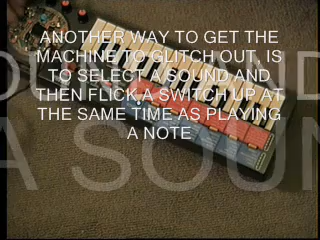 ANOTHER WAY TO GET THE
MACHINE TO GLITCH OUT, IS
TO SELECT A SOUND AND
THEN FLICK A SWITCH UP AT
THE SAME TIME AS PLAYING
A NOTE
A SOUN